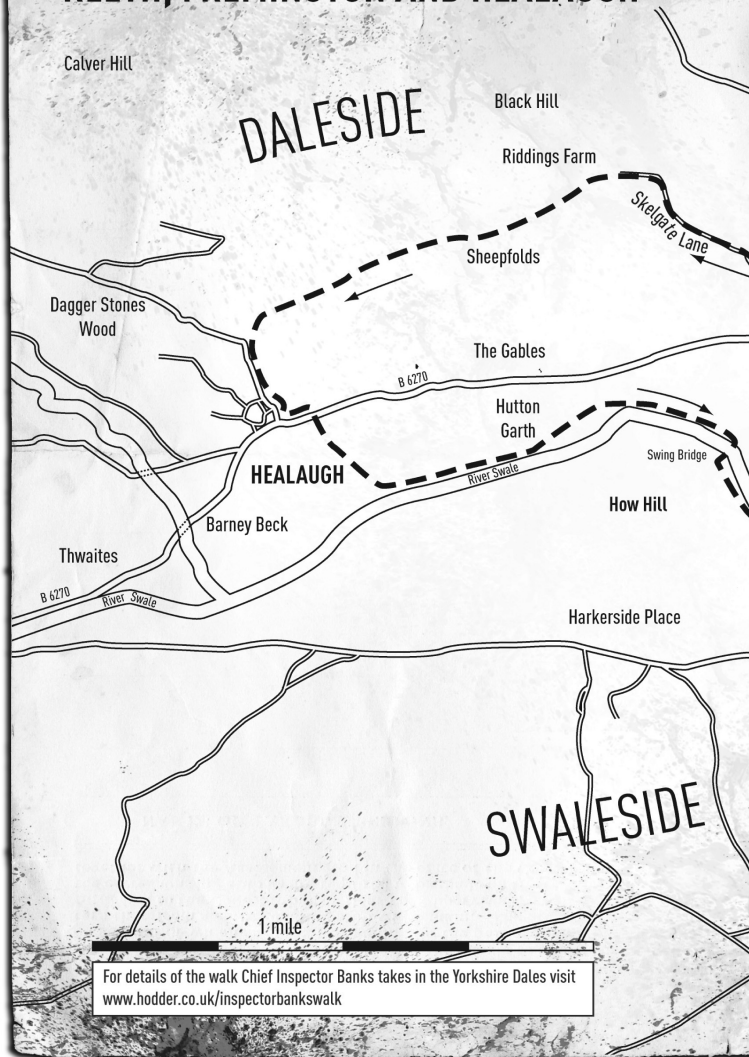 Calver Hill
DALESIDE
Black Hill
Riddings Farm
Skelgate Lane
Sheepfolds
Dagger Stones
Wood
The Gables
B 6270
Hutton
Garth
Swing Bridge
HEALAUGH
River Swale
How Hill
Barney Beck
Thwaites
B 6270
River Swale
Harkerside Place
SWALESIDE
1 mile
For details of the walk Chief Inspector Banks takes in the Yorkshire Dales visit
www.hodder.co.uk/inspectorbankswalk